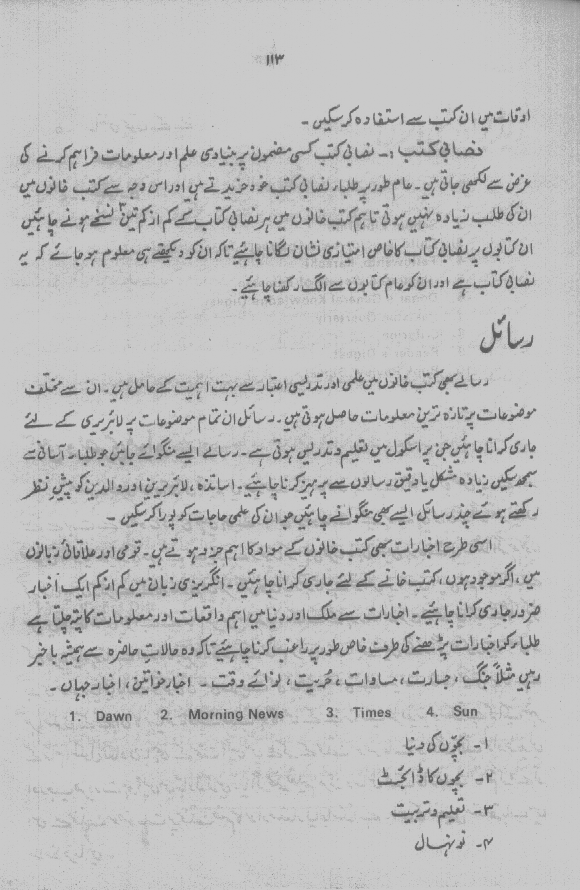 ۱۱۳
اوقات میں ان کتب سے استفادہ کر سکیں ۔
نصابی کتب :۔ نصابی کتب کسی مضمون پر بنیادی علم اور معلومات فراہم کرنے کی
غرض سے لکھی جاتی ہیں ۔ عام طور پر طلبار نصابی کتب خود خریدتے ہیں اور اس وجہ سے کتب خانوں میں
ان کی طلب زیادہ نہیں ہوتی تاہم کتب خانوں میں ہر نصابی کتاب کے کم از کم تین ۳ نسخے ہونے چاہئیں
ان کتابوں پر نصابی کتاب کا خاص امتیازی نشان لگانا چاہئیے تاکہ ان کو دیکھتے ہی معلوم ہو جائے کہ یہ
نصابی کتاب ہے اور ان کو عام کتابوں سے الگ رکھنا چاہئیے ۔
رسائل
رسالے بھی کتب خانوں میں علمی اور تدریسی اعتبار سے بہت اہمیت کے حامل ہیں ۔ ان سے مختلف
موضوعات پر تازہ ترین معلومات حاصل ہوتی ہیں ۔ رسائل ان تمام موضوعات پر لائبریری کے لئے
جاری کرانا چاہئیں جن پر اسکول میں تعلیم و تدریس ہوتی ہے ۔ رسالے ایسے منگوائے جائیں جو طلباء آسانی سے
سمجھ سکیں زیادہ مشکل یا دقیق رسالوں سے پرہیز کرنا چاہئیے ۔ اساتذہ ، لائبریرین اور والدین کو پیشِ نظر
رکھتے ہوئے چند رسائل ایسے بھی منگوانے چاہئیں جو ان کی علمی حاجات کو پورا کر سکیں ۔
اسی طرح اخبارات بھی کتب خانوں کے مواد کا اہم جزو ہوتے ہیں ۔ قومی اور علاقائی زبانوں
میں ، اگر موجود ہوں ، کتب خانے کے لئے جاری کرانا چاہئیں ۔ انگریزی زبان میں کم از کم ایک اخبار
ضرور جاری کرانا چاہئیے ۔ اخبارات سے ملک اور دنیا میں اہم واقعات اور معلومات کا پتہ چلتا ہے
طلباء کو اخبارات پڑھنے کی طرف خاص طور پر راغب کرنا چاہئیے تاکہ وہ حالاتِ حاضرہ سے ہمیشہ باخبر
رہیں مثلاً جنگ ، جسارت ، مساوات ، حُریت ، نوائے وقت ۔ اخبارِ خواتین ، اخبارِ جہاں ۔
1. Dawn 2. Morning News 3. Times 4. Sun
۱۔ بچّوں کی دنیا
۲۔ بچوں کا ڈائجسٹ
۳۔ تعلیم و تربیت
۴۔ نونہال